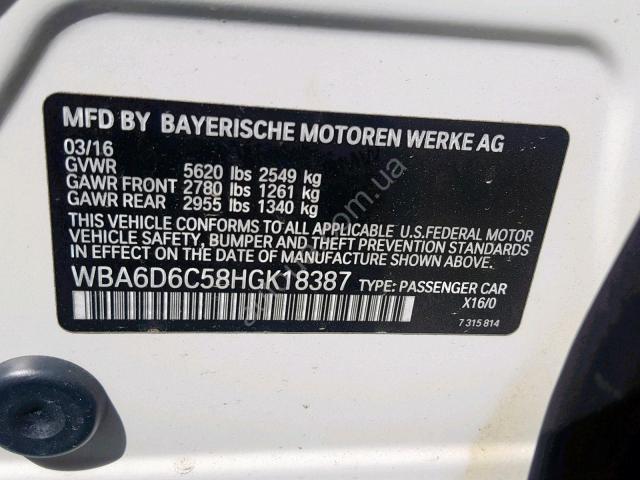 MFD BY BAYERISCHE MOTOREN WERKE AG
03/16
GVWR 5620 lbs 2549 kg
GAWR FRONT 2780 lbs 1261 kg
GAWR REAR 2955 lbs 1340 kg
THIS VEHICLE CONFORMS TO ALL APPLICABLE U.S.FEDERAL MOTOR
VEHICLE SAFETY, BUMPER, AND THEFT PREVENTION STANDARDS
IN EFFECT ON THE DATE OF MANUFACTURE SHOWN ABOVE.
WBA6D6C58HGK18387 TYPE: PASSENGER CAR
X16/0
7 315 814